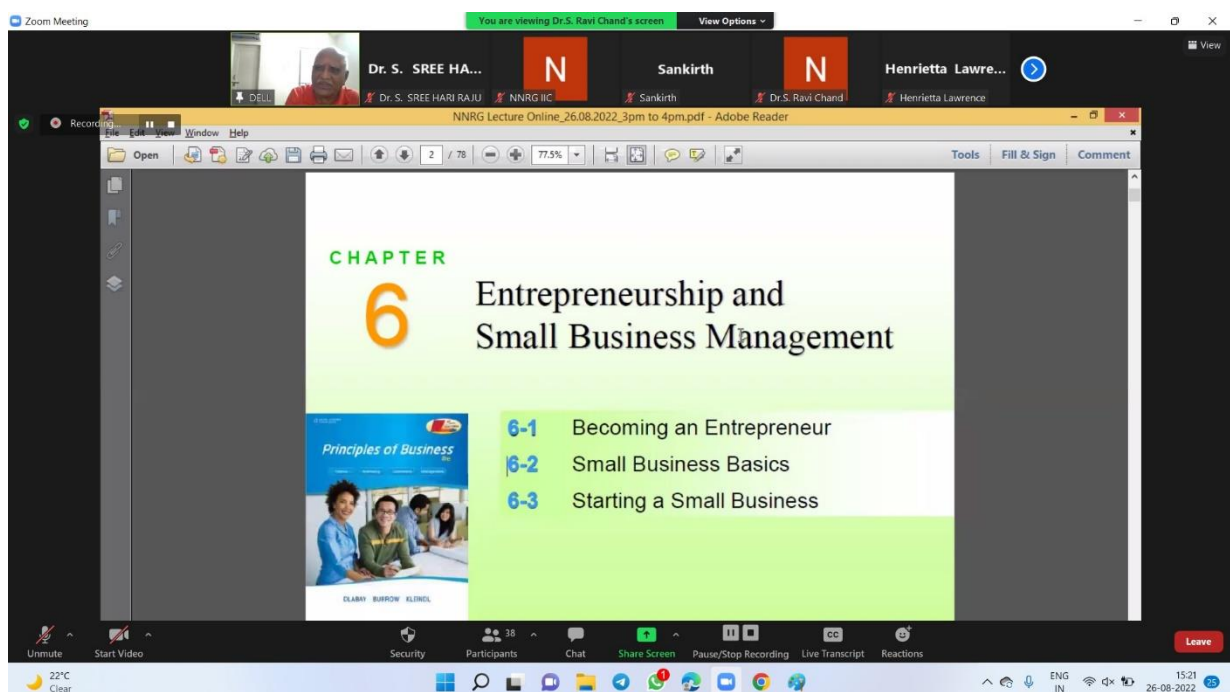 Zoom Meeting
You are viewing Dr.S. Ravi Chand's screen
View Options
View
DELL
Dr. S. SREE HA...
Dr. S. SREE HARI RAJU
N
NNRG IIC
Sankirth
Sankirth
N
Dr.S. Ravi Chand
Henrietta Lawre...
Henrietta Lawrence
Recording...
NNRG Lecture Online_26.08.2022_3pm to 4pm.pdf - Adobe Reader
File Edit View Window Help
Open 2 / 78 77.5% Tools Fill & Sign Comment
CHAPTER
6
Entrepreneurship and
Small Business Management
6-1 Becoming an Entrepreneur
6-2 Small Business Basics
6-3 Starting a Small Business
Principles of Business
DLABAY BURROW KLEINDL
Unmute Start Video Security Participants 38 Chat Share Screen Pause/Stop Recording Live Transcript CC Reactions Leave
22°C
Clear
ENG
IN
15:21
26-08-2022
25
1